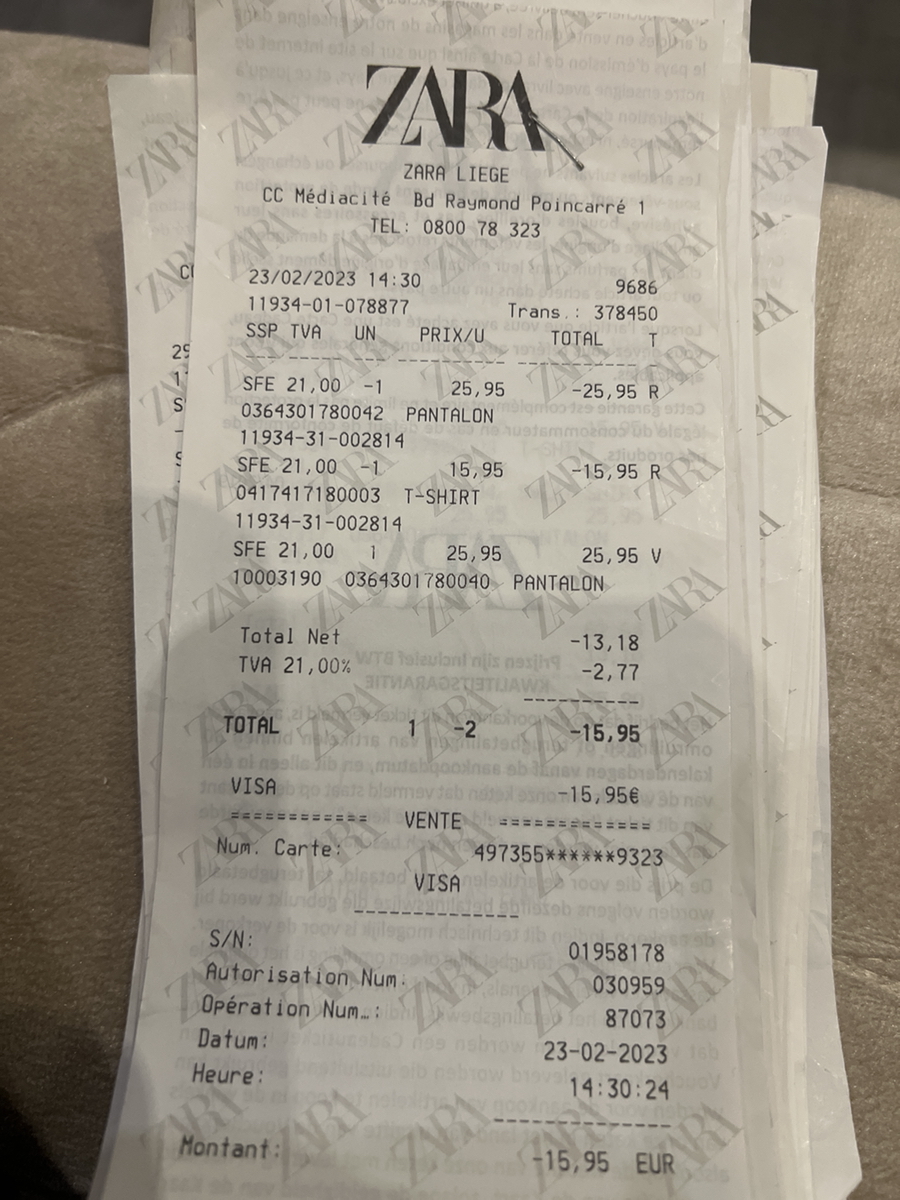 ZARA
ZARA LIEGE
CC Médiacité Bd Raymond Poincarré 1
TEL: 0800 78 323
23/02/2023 14:30 9686
11934-01-078877 Trans.: 378450
SSP TVA UN PRIX/U TOTAL T
SFE 21,00 -1 25,95 -25,95 R
0364301780042 PANTALON
11934-31-002814
SFE 21,00 -1 15,95 -15,95 R
0417417180003 T-SHIRT
11934-31-002814
SFE 21,00 1 25,95 25,95 V
10003190 0364301780040 PANTALON
Total Net -13,18
TVA 21,00% -2,77
TOTAL 1 -2 -15,95
VISA -15,95€
============ VENTE =============
Num. Carte: 497355******9323
VISA
S/N: 01958178
Autorisation Num: 030959
Opération Num…: 87073
Datum: 23-02-2023
Heure: 14:30:24
Montant: -15,95 EUR